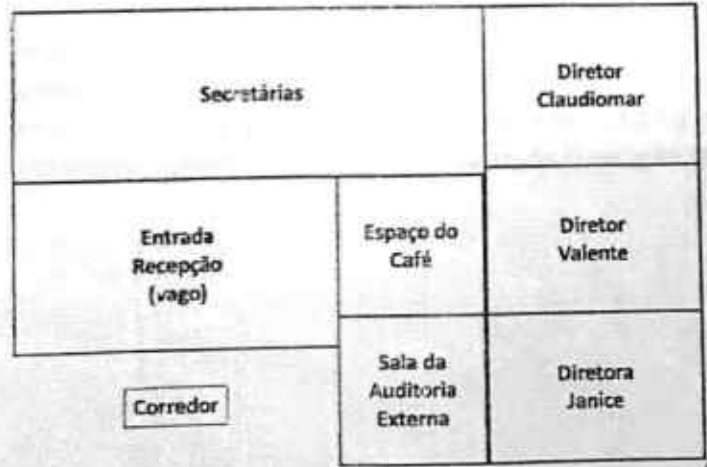 Secretárias
Diretor
Claudiomar
Entrada
Recepção
(vago)
Espaço do
Café
Diretor
Valente
Corredor
Sala da
Auditoria
Externa
Diretora
Janice